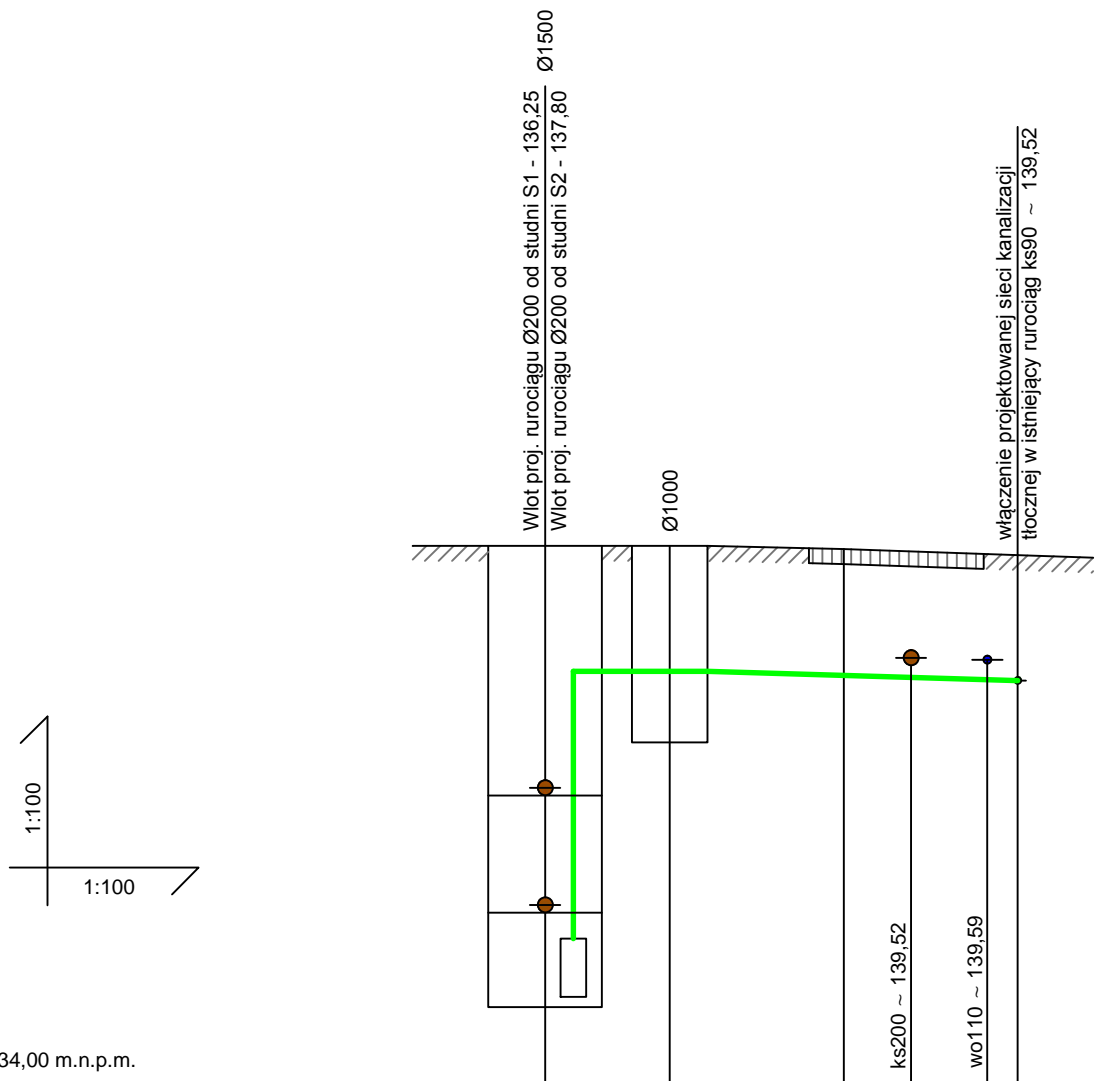 Ø1500
Wlot proj. rurociągu Ø200 od studni S1 - 136,25
Wlot proj. rurociągu Ø200 od studni S2 - 137,80
Ø1000
włączenie projektowanej sieci kanalizacji
tłocznej w istniejący rurociąg ks90 ~ 139,52
1:100
1:100
ks200 ~ 139,52
wo110 ~ 139,59
34,00 m.n.p.m.